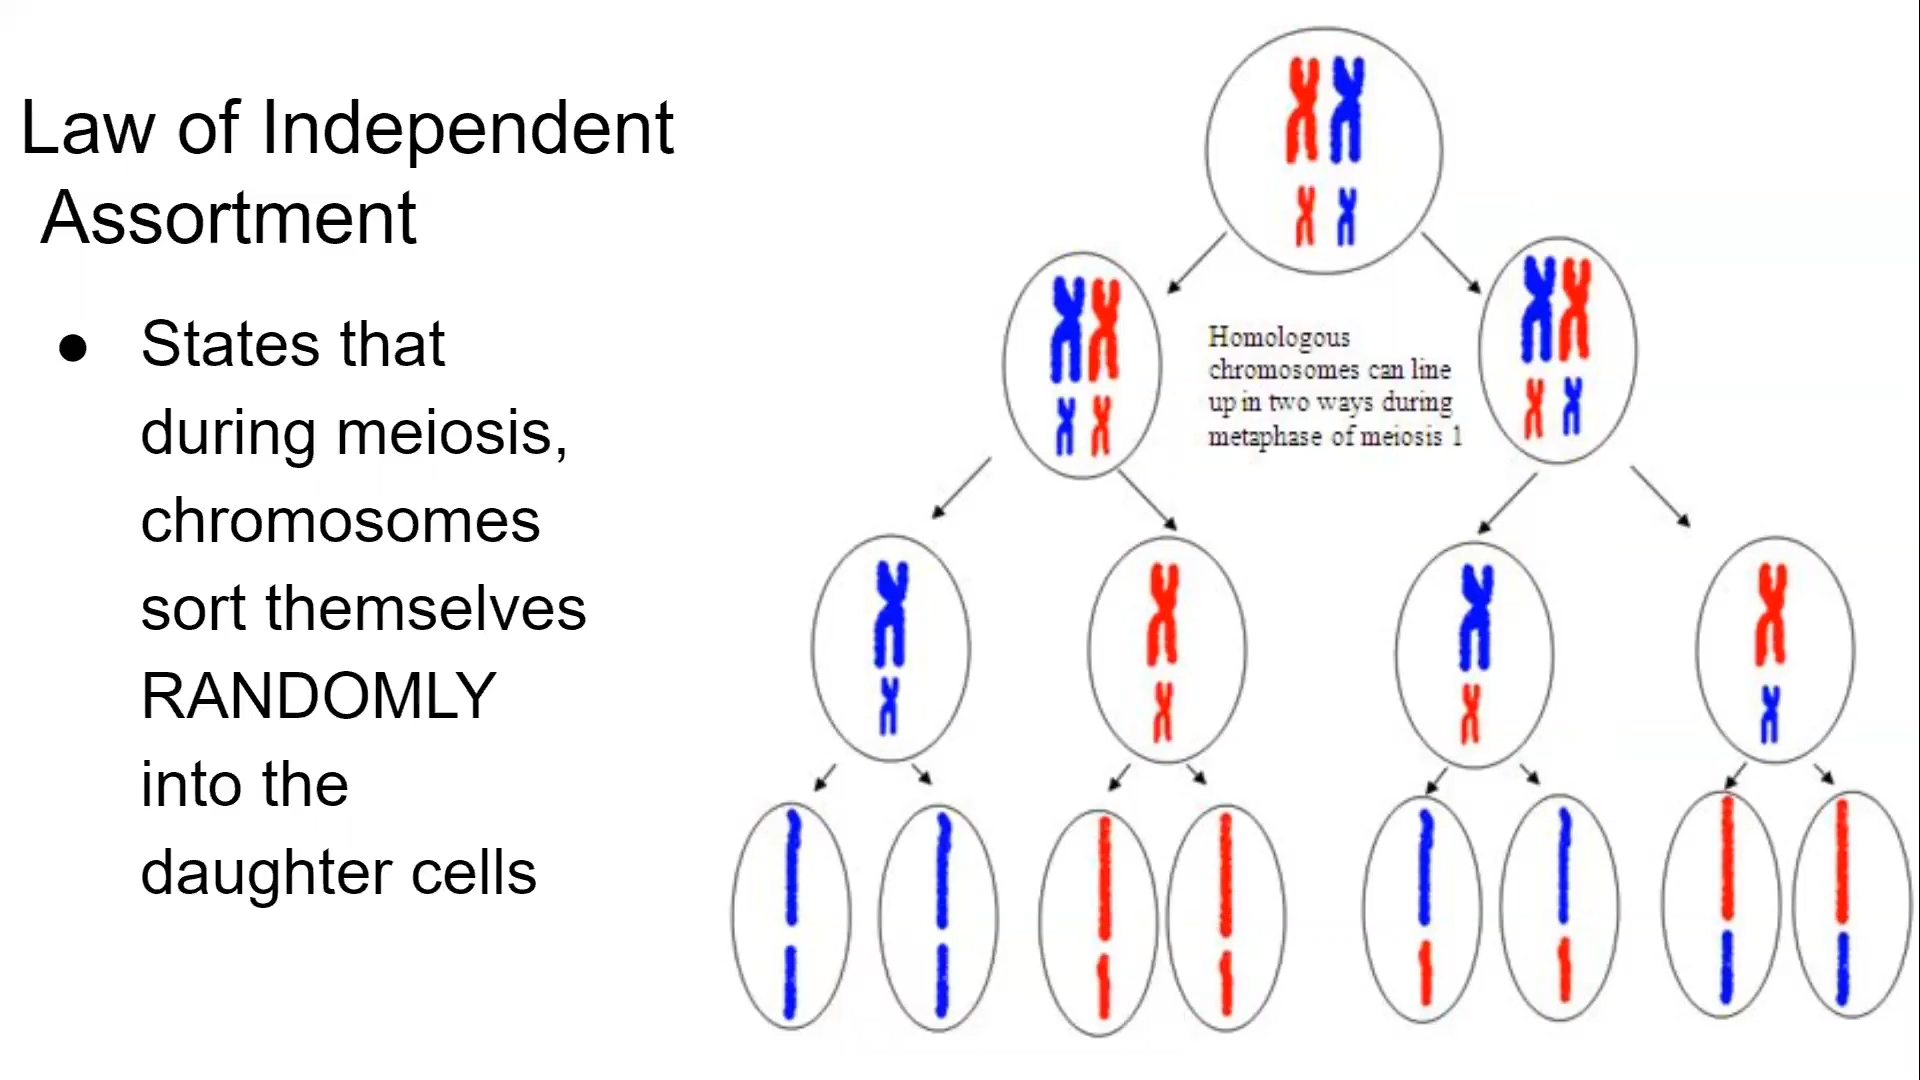 Law of Independent
Assortment
● States that
during meiosis,
chromosomes
sort themselves
RANDOMLY
into the
daughter cells
Homologous
chromosomes can line
up in two ways during
metaphase of meiosis 1